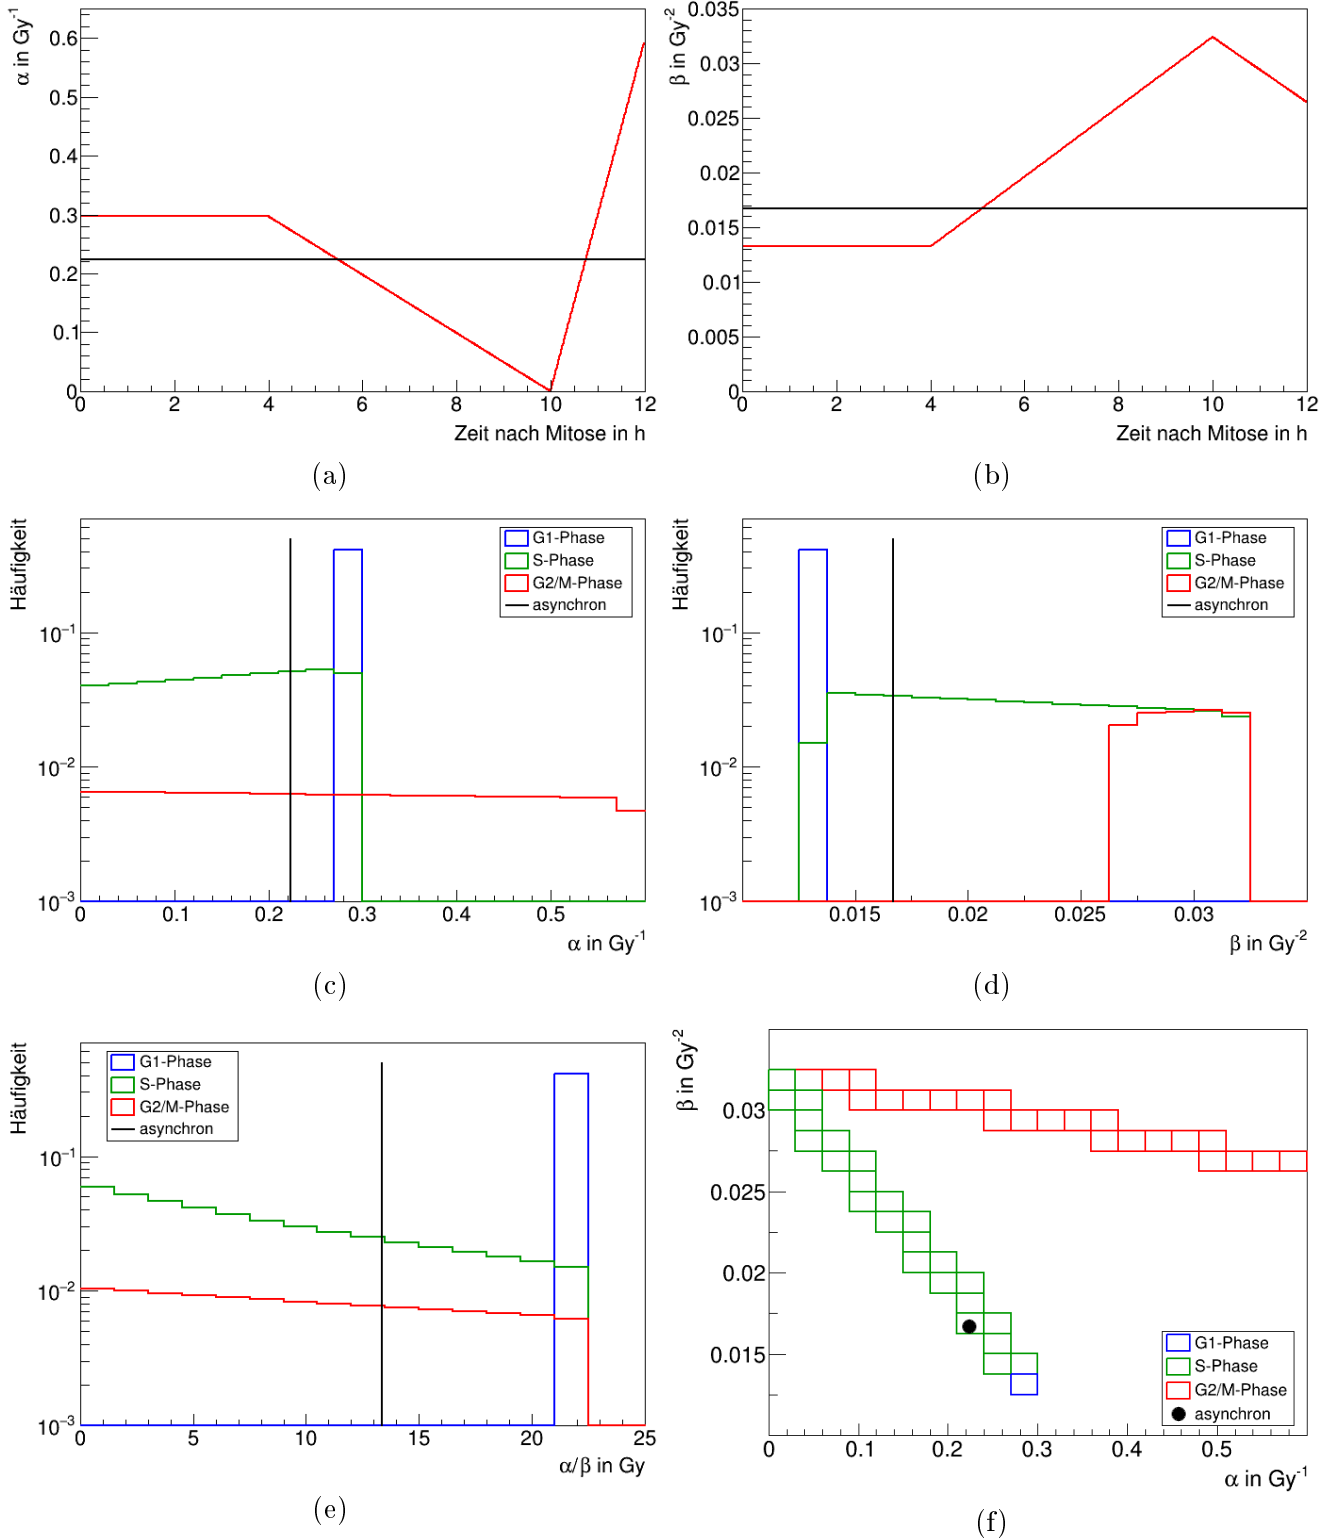 α in Gy⁻¹
0.6
0.5
0.4
0.3
0.2
0.1
0
0 2 4 6 8 10 12
Zeit nach Mitose in h
(a)
β in Gy⁻²
0.035
0.03
0.025
0.02
0.015
0.01
0.005
0
0 2 4 6 8 10 12
Zeit nach Mitose in h
(b)
Häufigkeit
G1-Phase
S-Phase
G2/M-Phase
asynchron
10⁻¹
10⁻²
10⁻³
0 0.1 0.2 0.3 0.4 0.5
α in Gy⁻¹
(c)
Häufigkeit
G1-Phase
S-Phase
G2/M-Phase
asynchron
10⁻¹
10⁻²
10⁻³
0.015 0.02 0.025 0.03
β in Gy⁻²
(d)
Häufigkeit
G1-Phase
S-Phase
G2/M-Phase
asynchron
10⁻¹
10⁻²
10⁻³
0 5 10 15 20 25
α/β in Gy
(e)
β in Gy⁻²
0.03
0.025
0.02
0.015
G1-Phase
S-Phase
G2/M-Phase
asynchron
0 0.1 0.2 0.3 0.4 0.5
α in Gy⁻¹
(f)